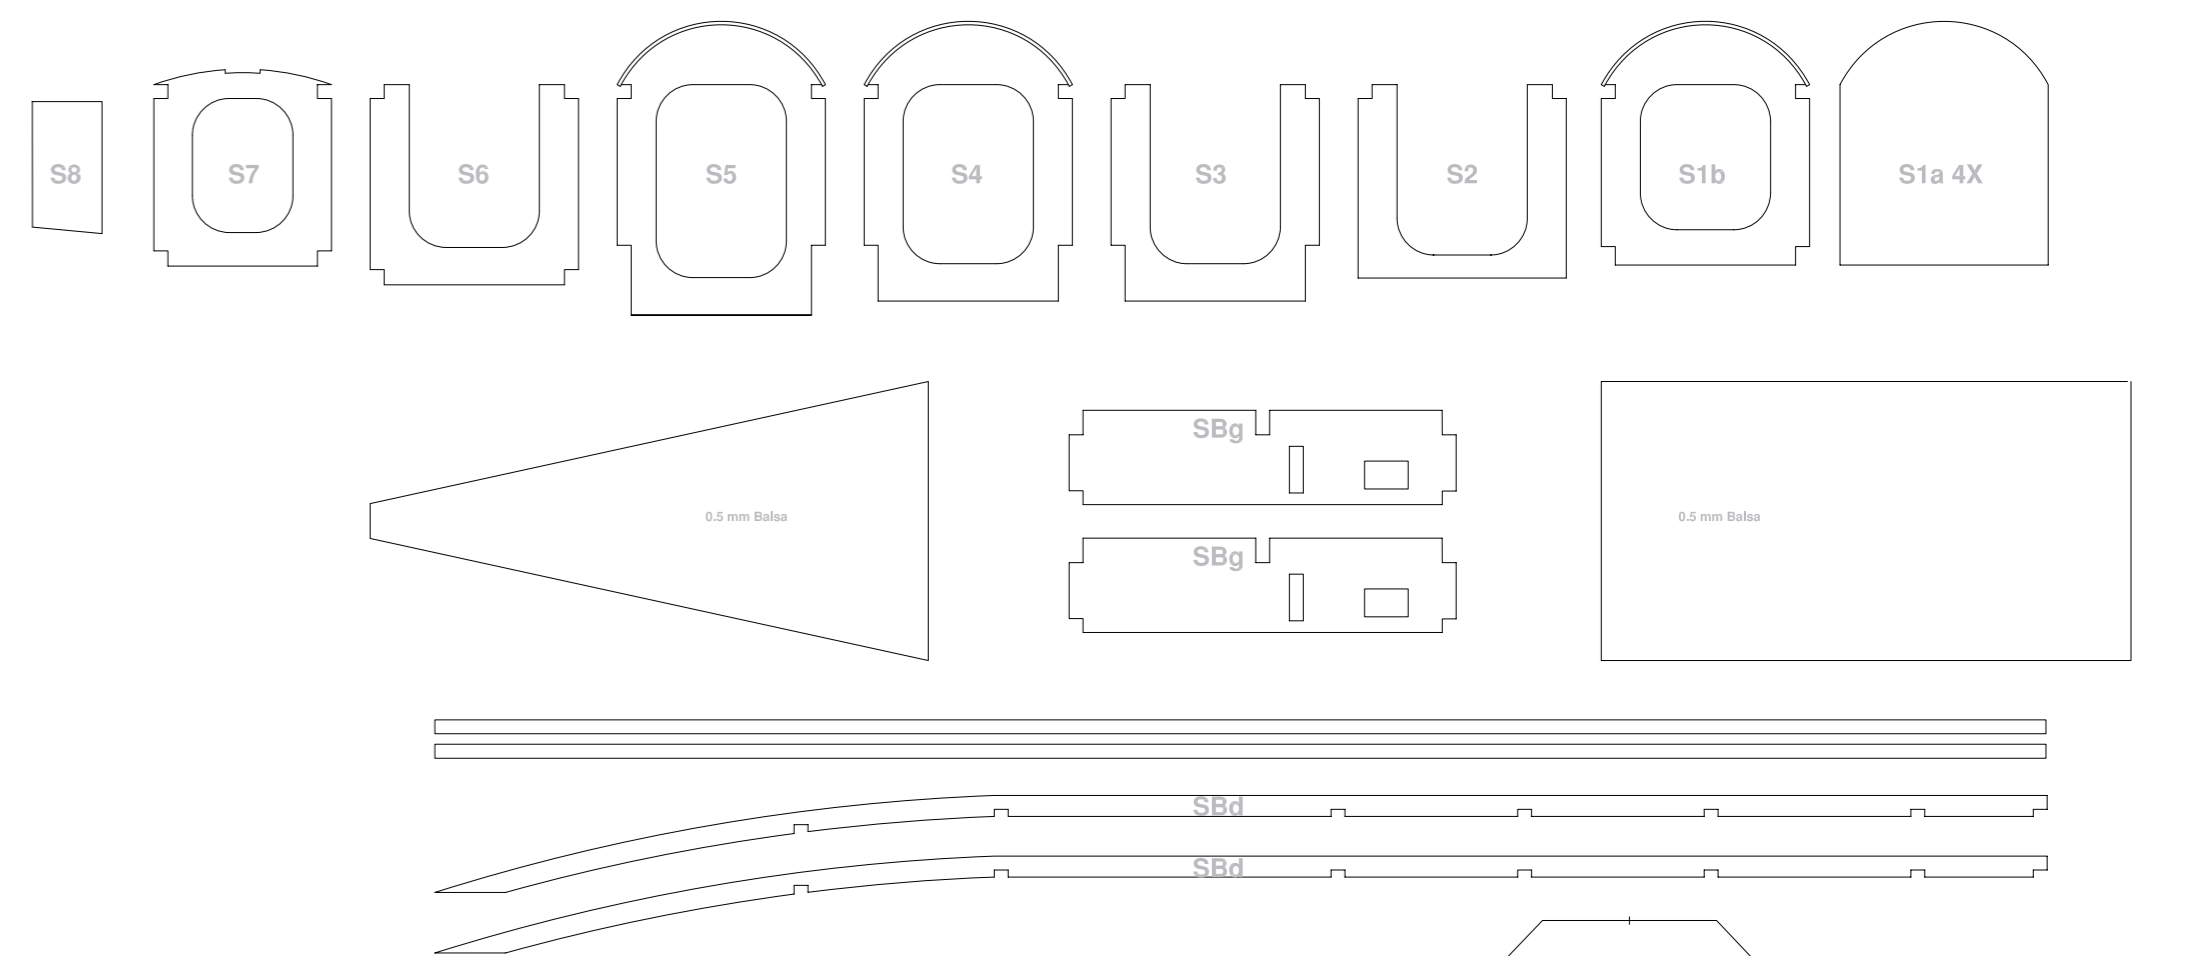 S8
S7
S6
S5
S4
S3
S2
S1b
S1a 4X
SBg
0.5 mm Balsa
0.5 mm Balsa
SBg
SBd
SBd